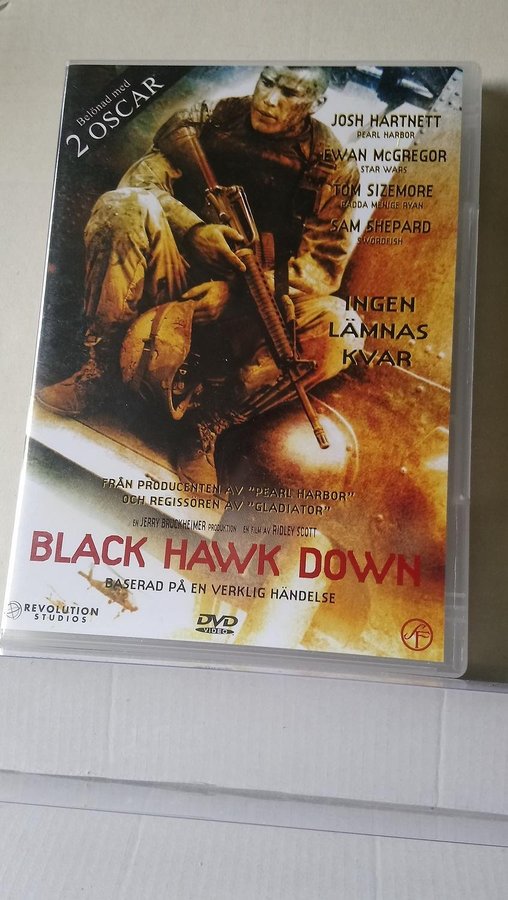 Belönad med
2 OSCAR
JOSH HARTNETT
PEARL HARBOR
EWAN McGREGOR
STAR WARS
TOM SIZEMORE
RÄDDA MENIGE RYAN
SAM SHEPARD
SWORDFISH
INGEN
LÄMNAS
KVAR
FRÅN PRODUCENTEN AV "PEARL HARBOR"
OCH REGISSÖREN AV "GLADIATOR"
EN JERRY BRUCKHEIMER PRODUKTION EN FILM AV RIDLEY SCOTT
BLACK HAWK DOWN
BASERAD PÅ EN VERKLIG HÄNDELSE
REVOLUTION
STUDIOS
DVD
VIDEO
SF